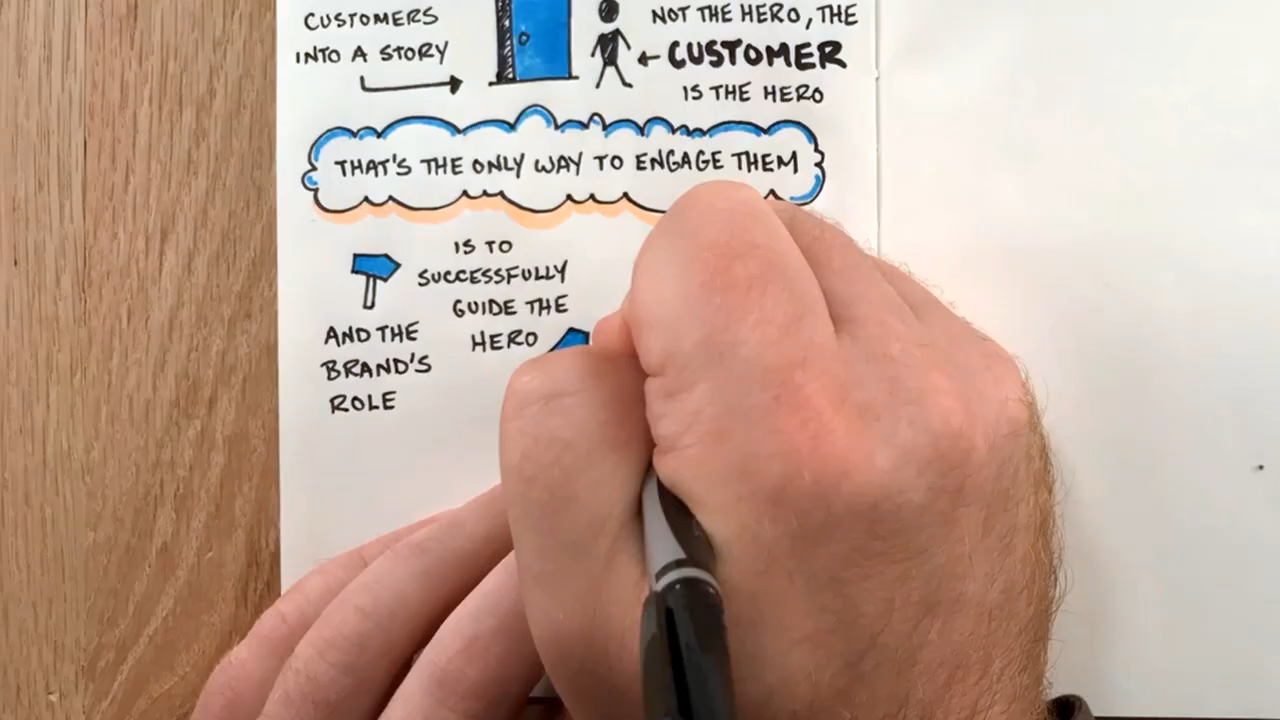 CUSTOMERS
INTO A STORY
NOT THE HERO, THE
CUSTOMER
IS THE HERO
THAT'S THE ONLY WAY TO ENGAGE THEM
AND THE
BRAND'S
ROLE
IS TO
SUCCESSFULLY
GUIDE THE
HERO